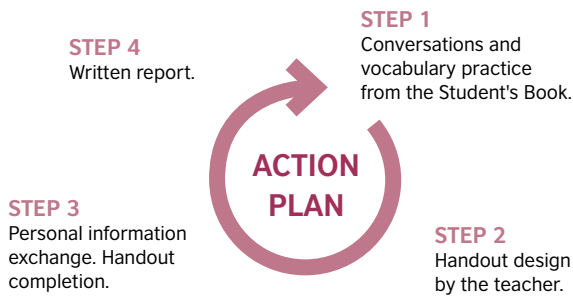 STEP 1
Conversations and
vocabulary practice
from the Student's Book.
STEP 2
Handout design
by the teacher.
STEP 3
Personal information
exchange. Handout
completion.
STEP 4
Written report.
ACTION
PLAN